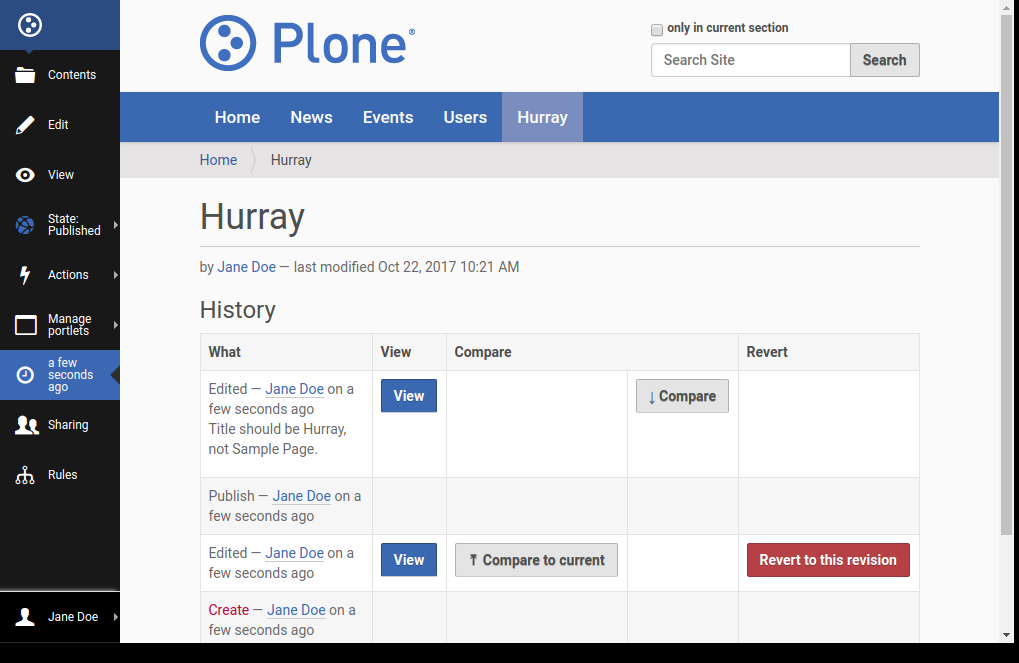 Contents
Edit
View
State:
Published
Actions
Manage
portlets
a few
seconds
ago
Sharing
Rules
Jane Doe
Plone®
only in current section
Search Site
Search
Home News Events Users Hurray
Home Hurray
Hurray
by Jane Doe — last modified Oct 22, 2017 10:21 AM
History
What View Compare Revert
Edited — Jane Doe on a
few seconds ago
Title should be Hurray,
not Sample Page.
View
↓ Compare
Publish — Jane Doe on a
few seconds ago
Edited — Jane Doe on a
few seconds ago
View
⤒ Compare to current
Revert to this revision
Create — Jane Doe on a
few seconds ago